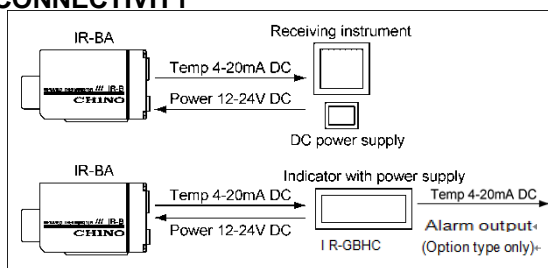 CONNECTIVITY
IR-BA
Receiving instrument
Temp 4-20mA DC
CHINO
Power 12-24V DC
DC power supply
IR-BA
Indicator with power supply
Temp 4-20mA DC
Temp 4-20mA DC
CHINO
Power 12-24V DC
I R-GBHC
Alarm output
(Option type only)